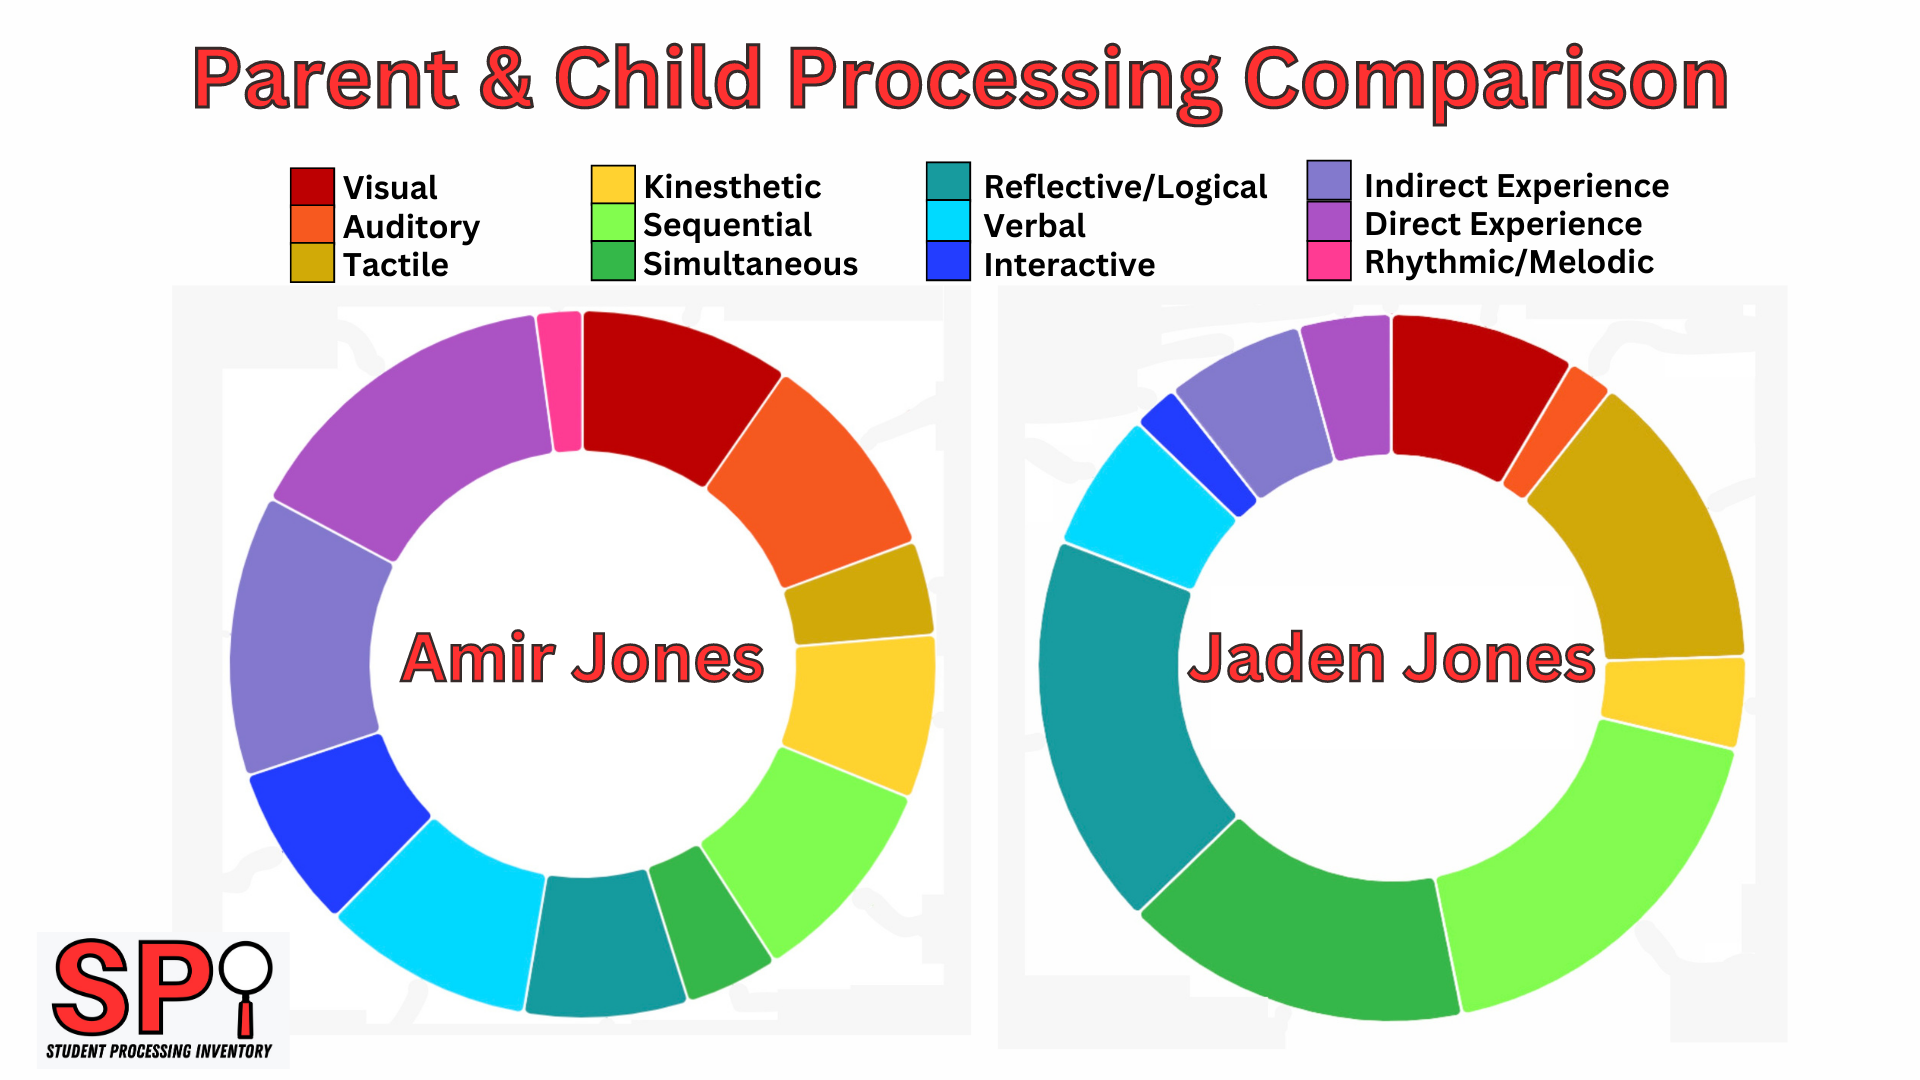 Parent & Child Processing Comparison
Visual
Auditory
Tactile
Kinesthetic
Sequential
Simultaneous
Reflective/Logical
Verbal
Interactive
Indirect Experience
Direct Experience
Rhythmic/Melodic
Amir Jones
Jaden Jones
SPi
STUDENT PROCESSING INVENTORY